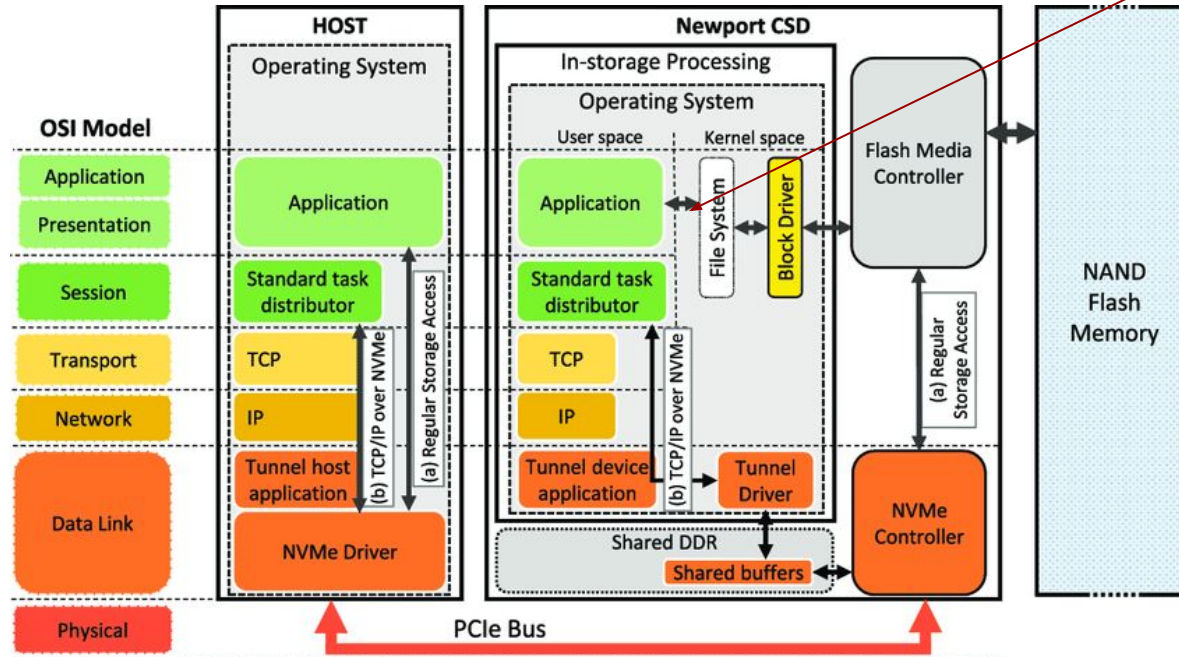 HOST
Operating System
Application
Standard task
distributor
TCP
IP
Tunnel host
application
NVMe Driver
(b) TCP/IP over NVMe
(a) Regular Storage Access
OSI Model
Application
Presentation
Session
Transport
Network
Data Link
Physical
Newport CSD
In-storage Processing
Operating System
User space
Kernel space
Application
File System
Block Driver
Standard task
distributor
TCP
IP
Tunnel device
application
(b) TCP/IP over NVMe
Tunnel
Driver
Shared DDR
Shared buffers
Flash Media
Controller
(a) Regular
Storage Access
NVMe
Controller
NAND
Flash
Memory
PCIe Bus